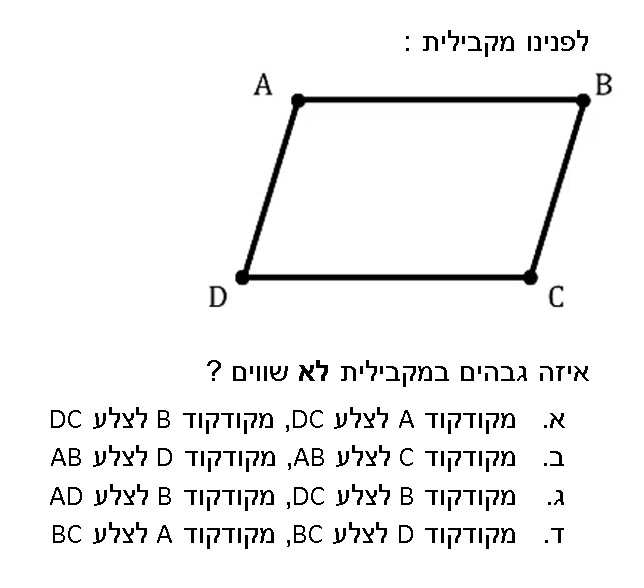 לפנינו מקבילית :
A
B
D
C
איזה גבהים במקבילית לא שווים ?
א. מקודקוד A לצלע DC, מקודקוד B לצלע DC
ב. מקודקוד C לצלע AB, מקודקוד D לצלע AB
ג. מקודקוד B לצלע DC, מקודקוד B לצלע AD
ד. מקודקוד D לצלע BC, מקודקוד A לצלע BC